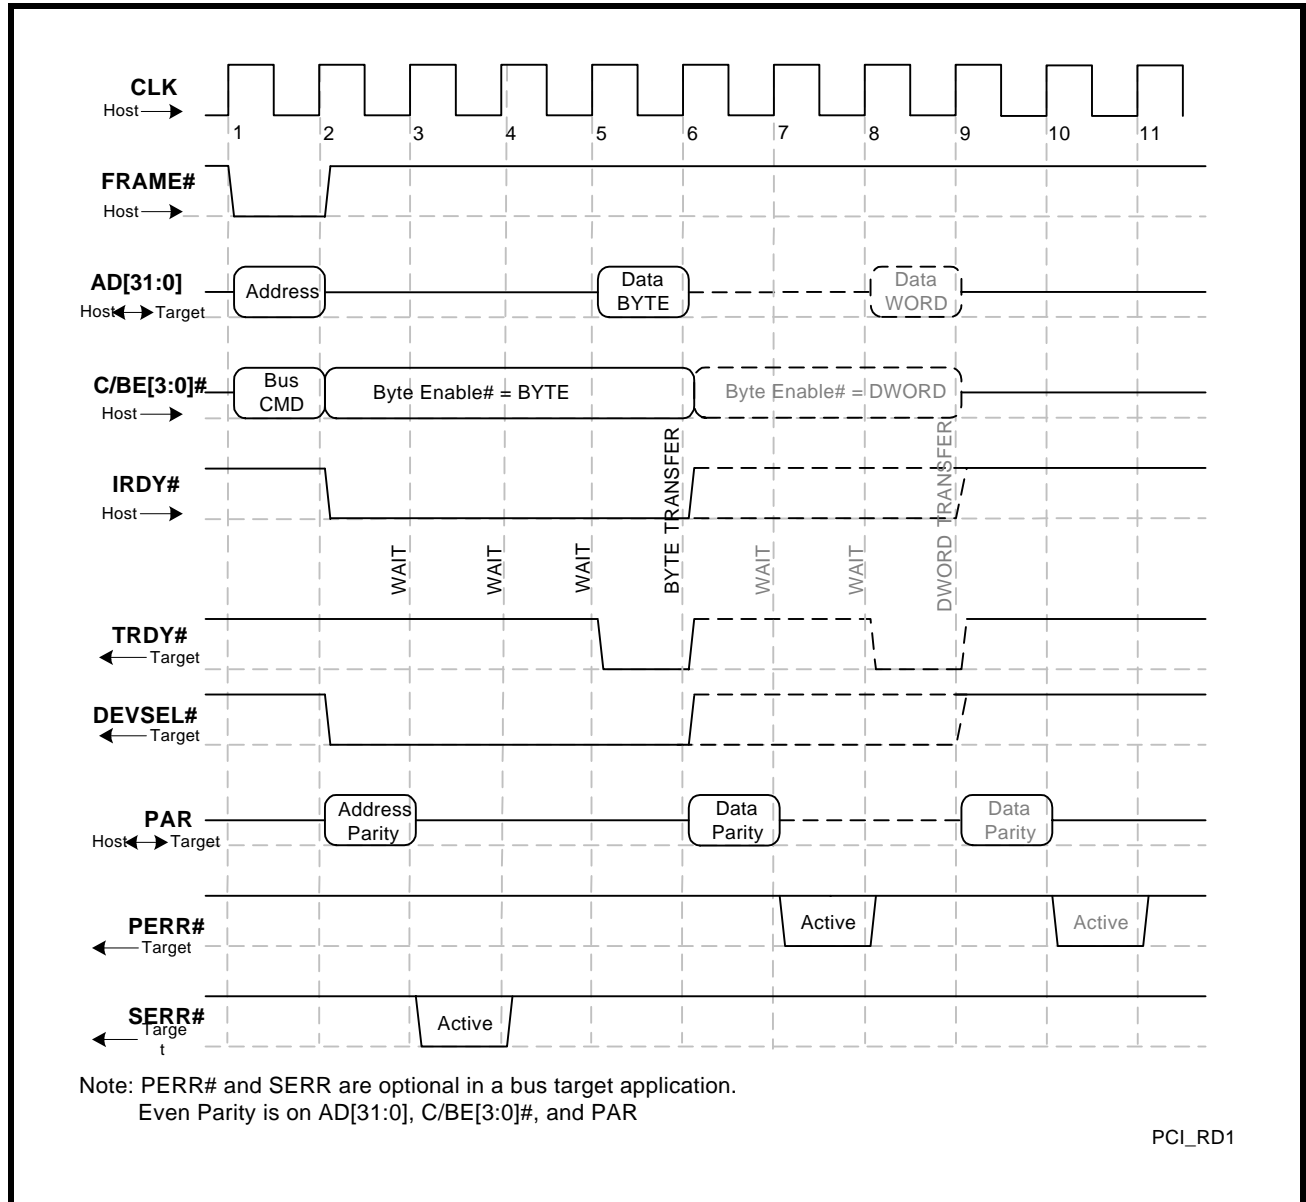 CLK
Host
1 2 3 4 5 6 7 8 9 10 11
FRAME#
Host
AD[31:0]
Host Target
Address
Data
BYTE
Data
WORD
C/BE[3:0]#
Host
Bus
CMD
Byte Enable# = BYTE
Byte Enable# = DWORD
IRDY#
Host
WAIT
WAIT
WAIT
BYTE TRANSFER
WAIT
WAIT
DWORD TRANSFER
TRDY#
Target
DEVSEL#
Target
PAR
Host Target
Address
Parity
Data
Parity
Data
Parity
PERR#
Target
Active
Active
SERR#
Targe
t
Active
Note: PERR# and SERR are optional in a bus target application.
Even Parity is on AD[31:0], C/BE[3:0]#, and PAR
PCI_RD1